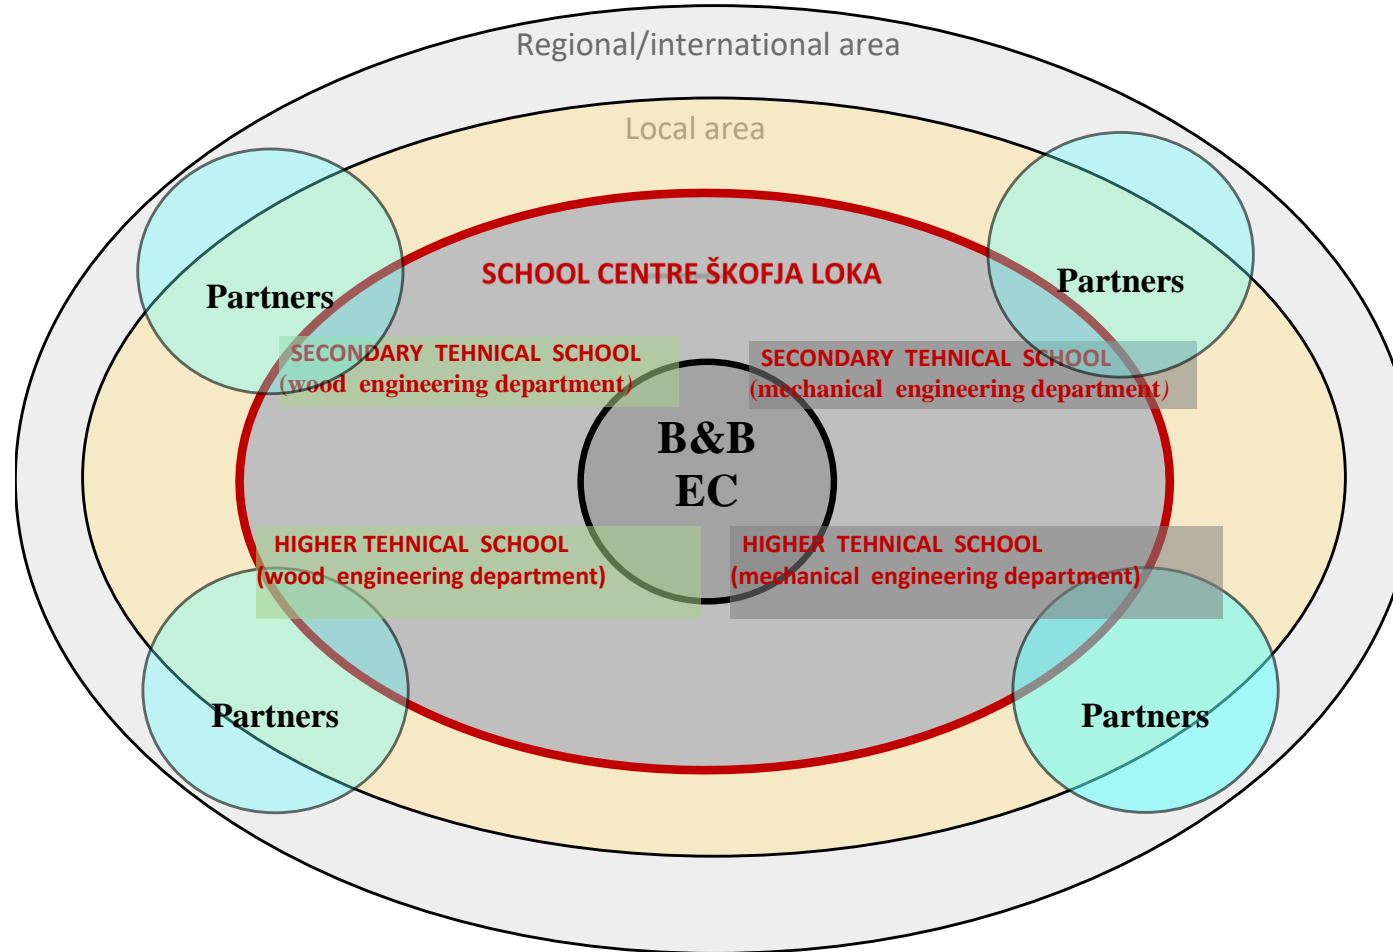 Regional/international area
Local area
SCHOOL CENTRE ŠKOFJA LOKA
Partners
Partners
SECONDARY TEHNICAL SCHOOL
(wood engineering department)
SECONDARY TEHNICAL SCHOOL
(mechanical engineering department)
B&B
EC
HIGHER TEHNICAL SCHOOL
(wood engineering department)
HIGHER TEHNICAL SCHOOL
(mechanical engineering department)
Partners
Partners